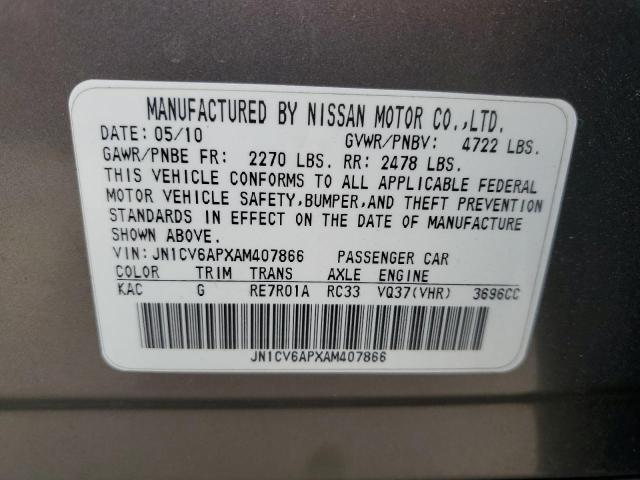 MANUFACTURED BY NISSAN MOTOR CO.,LTD.
DATE: 05/10 GVWR/PNBV: 4722 LBS.
GAWR/PNBE FR: 2270 LBS. RR: 2478 LBS.
THIS VEHICLE CONFORMS TO ALL APPLICABLE FEDERAL
MOTOR VEHICLE SAFETY,BUMPER,AND THEFT PREVENTION
STANDARDS IN EFFECT ON THE DATE OF MANUFACTURE
SHOWN ABOVE.
VIN:JN1CV6APXAM407866 PASSENGER CAR
COLOR TRIM TRANS AXLE ENGINE
KAC G RE7R01A RC33 VQ37(VHR) 3696CC
JN1CV6APXAM407866